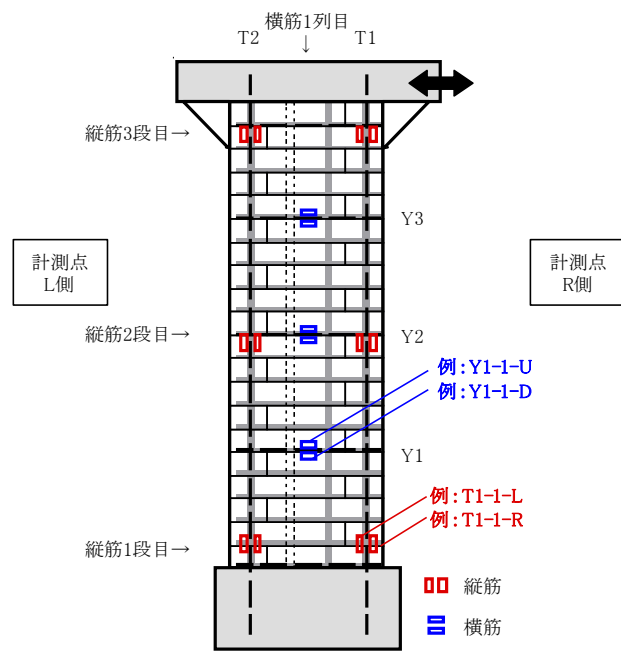 横筋1列目
T2
↓
T1
縦筋3段目→
Y3
計測点
L側
計測点
R側
縦筋2段目→
Y2
例:Y1-1-U
例:Y1-1-D
Y1
例:T1-1-L
例:T1-1-R
縦筋1段目→
縦筋
横筋